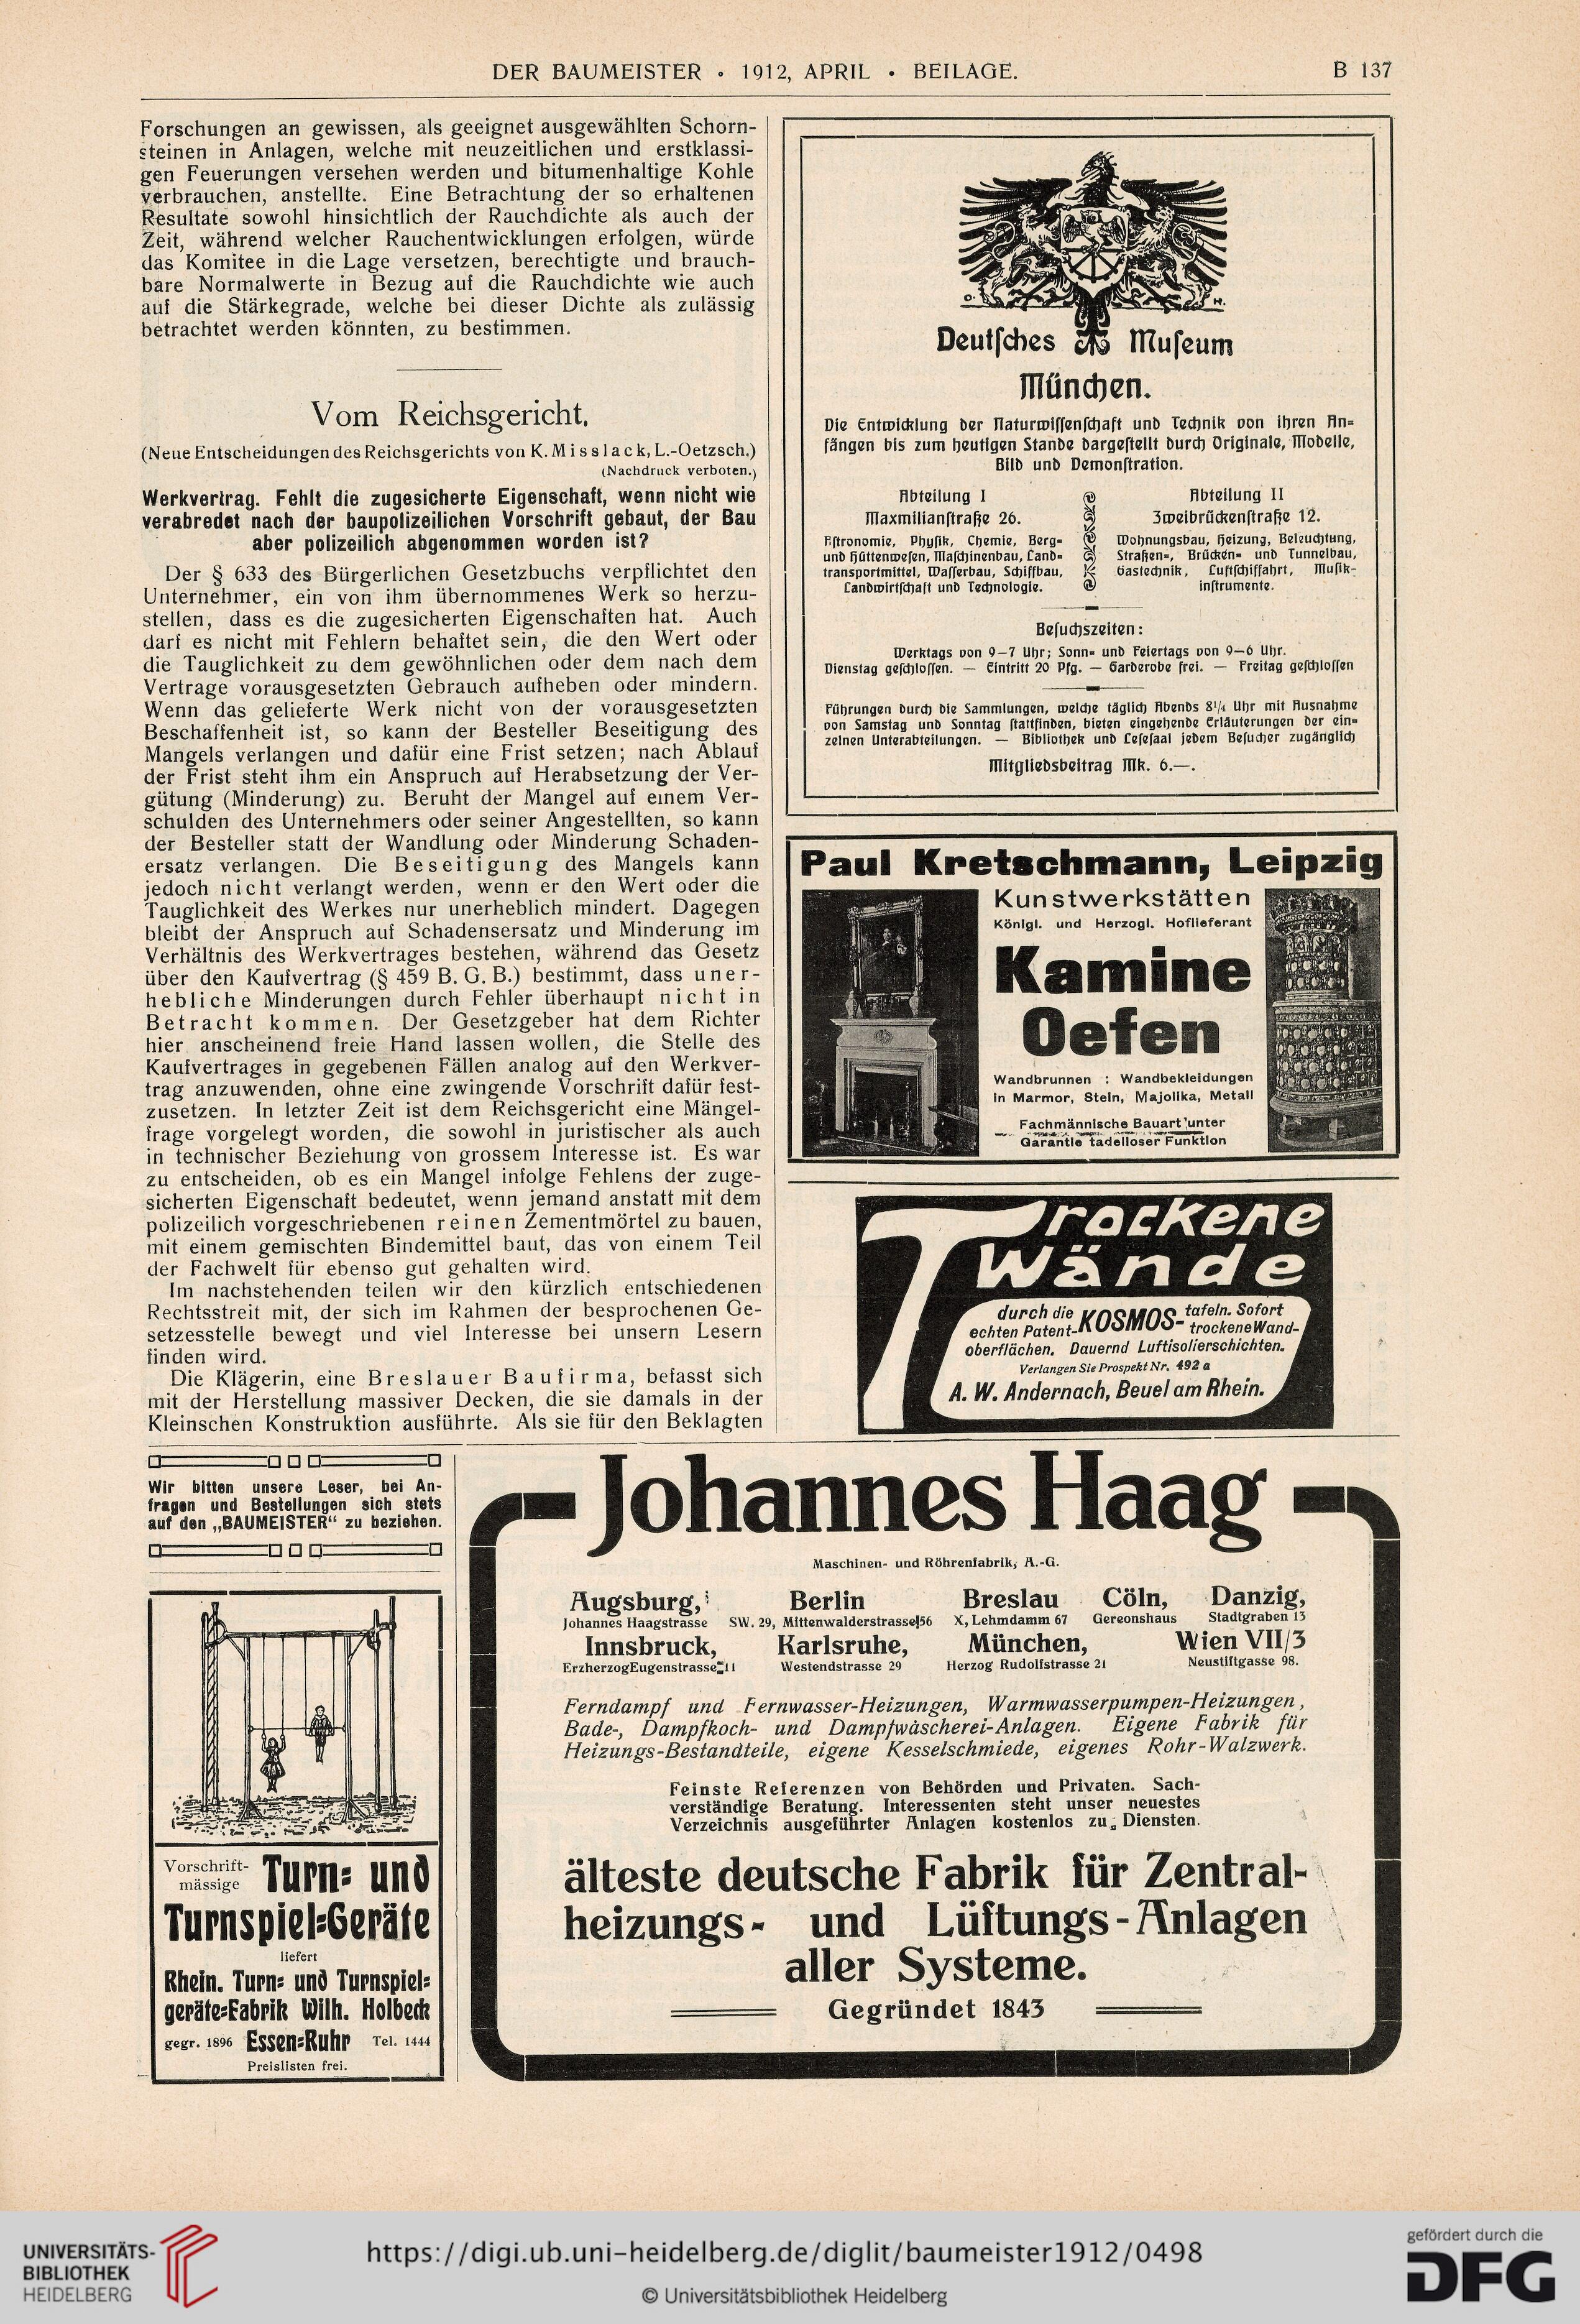 DER BAUMEISTER • 1912, APRIL • BEILAGE.
B 137
Forschungen an gewissen, als geeignet ausgewählten Schorn-
steinen in Anlagen, welche mit neuzeitlichen und erstklassi-
gen Feuerungen versehen werden und bitumenhaltige Kohle
verbrauchen, anstellte. Eine Betrachtung der so erhaltenen
Resultate sowohl hinsichtlich der Rauchdichte als auch der
Zeit, während welcher Rauchentwicklungen erfolgen, würde
das Komitee in die Lage versetzen, berechtigte und brauch-
bare Normalwerte in Bezug auf die Rauchdichte wie auch
auf die Stärkegrade, welche bei dieser Dichte als zulässig
betrachtet werden könnten, zu bestimmen.
Vom Reichsgericht.
(Neue Entscheidungen des Reichsgerichts von K. Misslack, L.-Oetzsch.)
(Nachdruck verboten.)
Werkvertrag. Fehlt die zugesicherte Eigenschaft, wenn nicht wie
verabredet nach der baupolizeilichen Vorschrift gebaut, der Bau
aber polizeilich abgenommen worden ist?
Der § 633 des Bürgerlichen Gesetzbuchs verpflichtet den
Unternehmer, ein von ihm übernommenes Werk so herzu-
stellen, dass es die zugesicherten Eigenschaften hat. Auch
darf es nicht mit Fehlern behaftet sein, die den Wert oder
die Tauglichkeit zu dem gewöhnlichen oder dem nach dem
Vertrage vorausgesetzten Gebrauch aufheben oder mindern.
Wenn das gelieferte Werk nicht von der vorausgesetzten
Beschaffenheit ist, so kann der Besteller Beseitigung des
Mangels verlangen und dafür eine Frist setzen; nach Ablauf
der Frist steht ihm ein Anspruch auf Herabsetzung der Ver-
gütung (Minderung) zu. Beruht der Mangel auf einem Ver-
schulden des Unternehmers oder seiner Angestellten, so kann
der Besteller statt der Wandlung oder Minderung Schaden-
ersatz verlangen. Die Beseitigung des Mangels kann
jedoch nicht verlangt werden, wenn er den Wert oder die
Tauglichkeit des Werkes nur unerheblich mindert. Dagegen
bleibt der Anspruch auf Schadensersatz und Minderung im
Verhältnis des Werkvertrages bestehen, während das Gesetz
über den Kaufvertrag (§ 459 B. G. B.) bestimmt, dass uner-
hebliche Minderungen durch Fehler überhaupt nicht in
Betracht kommen. Der Gesetzgeber hat dem Richter
hier anscheinend freie Hand lassen wollen, die Stelle des
Kaufvertrages in gegebenen Fällen analog auf den Werkver-
trag anzuwenden, ohne eine zwingende Vorschrift dafür fest-
zusetzen. In letzter Zeit ist dem Reichsgericht eine Mängel-
frage vorgelegt worden, die sowohl in juristischer als auch
in technischer Beziehung von grossem Interesse ist. Es war
zu entscheiden, ob es ein Mangel infolge Fehlens der zuge-
sicherten Eigenschaft bedeutet, wenn jemand anstatt mit dem
polizeilich vorgeschriebenen reinen Zementmörtel zu bauen,
mit einem gemischten Bindemittel baut, das von einem Teil
der Fachwelt für ebenso gut gehalten wird.
Im nachstehenden teilen wir den kürzlich entschiedenen
Rechtsstreit mit, der sich im Rahmen der besprochenen Ge-
setzesstelle bewegt und viel Interesse bei unsern Lesern
finden wird.
Die Klägerin, eine Breslauer Baufirma, befasst sich
mit der Herstellung massiver Decken, die sie damals in der
Kleinschen Konstruktion ausführte. Als sie für den Beklagten
Deutsches Museum
München.
Die Entwicklung der Naturwissenschaft und Technik von ihren An-
fängen bis zum heutigen Stande dargestellt durch Originale, Modelle,
Bild und Demonstration.
Abteilung I
Maxmilianstraße 26.
Astronomie, Physik, Chemie, Berg-
und Hüttenwesen, Maschinenbau, Land-
transportmittel, Wasserbau, Schiffbau,
Landwirtschaft und Technologie.
Abteilung II
Zweibrückenstraße 12.
Wohnungsbau, Heizung, Beleuchtung,
Straßen-, Brücken- und Tunnelbau,
Gastechnik, Luftschiffahrt, Musik-
instrumente.
Besuchszeiten:
Werktags von 9—7 Uhr; Sonn- und Feiertags von 9—6 Uhr.
Dienstag geschlossen. — Eintritt 20 Pfg. — Garderobe frei. — Freitag geschlossen
Führungen durch die Sammlungen, welche täglich Abends 8¼ Uhr mit Ausnahme
von Samstag und Sonntag stattfinden, bieten eingehende Erläuterungen der ein-
zelnen Unterabteilungen. — Bibliothek und Lesesaal jedem Besucher zugänglich
Mitgliedsbeitrag Mk. 6.—.
Paul Kretschmann, Leipzig
Kunstwerkstätten
Königl. und Herzogl. Hoflieferant
Kamine
Oefen
Wandbrunnen : Wandbekleidungen
in Marmor, Stein, Majolika, Metall
Fachmännische Bauart unter
Garantie tadelloser Funktion
Trockene
Wände
durch die echten Patent-KOSMOS-tafeln. Sofort trockene Wand-
oberflächen. Dauernd Luftisolierschichten.
Verlangen Sie Prospekt Nr. 492 a
A. W. Andernach, Beuel am Rhein.
Wir bitten unsere Leser, bei An-
fragen und Bestellungen sich stets
auf den „BAUMEISTER“ zu beziehen.
Vorschrift-
mässige
Turn- und
Turnspiel-Geräte
liefert
Rhein. Turn- und Turnspiel-
geräte-Fabrik Wilh. Holbeck
gegr. 1896 Essen-Ruhr Tel. 1444
Preislisten frei.
Johannes Haag
Maschinen- und Röhrenfabrik, A.-G.
Augsburg, Berlin Breslau Cöln, Danzig,
Johannes Haagstrasse SW. 29, Mittenwalderstrasse 56 X, Lehmdamm 67 Gereonshaus Stadtgraben 13
Innsbruck, Karlsruhe, München, Wien VII/3
ErzherzogEugenstrasse 11 Westendstrasse 29 Herzog Rudolfstrasse 21 Neustiftgasse 98.
Ferndampf und Fernwasser-Heizungen, Warmwasserpumpen-Heizungen,
Bade-, Dampfkoch- und Dampfwäscherei-Anlagen. Eigene Fabrik für
Heizungs-Bestandteile, eigene Kesselschmiede, eigenes Rohr-Walzwerk.
Feinste Referenzen von Behörden und Privaten. Sach-
verständige Beratung. Interessenten steht unser neuestes
Verzeichnis ausgeführter Anlagen kostenlos zu Diensten.
älteste deutsche Fabrik für Zentral-
heizungs- und Lüftungs-Anlagen
aller Systeme.
Gegründet 1843
UNIVERSITÄTS-
BIBLIOTHEK
HEIDELBERG
https://digi.ub.uni-heidelberg.de/diglit/baumeister1912/0498
© Universitätsbibliothek Heidelberg
gefördert durch die
DFG